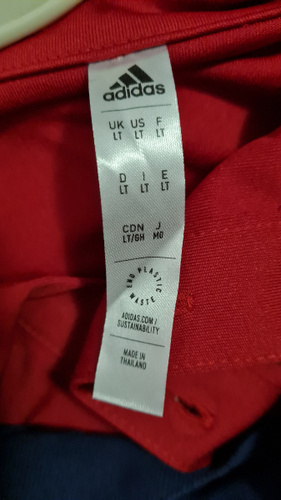 adidas
UK US F
LT LT LT
D I E
LT LT LT
CDN J
LT/GH MG
END PLASTIC WASTE
ADIDAS.COM/
SUSTAINABILITY
MADE IN
THAILAND